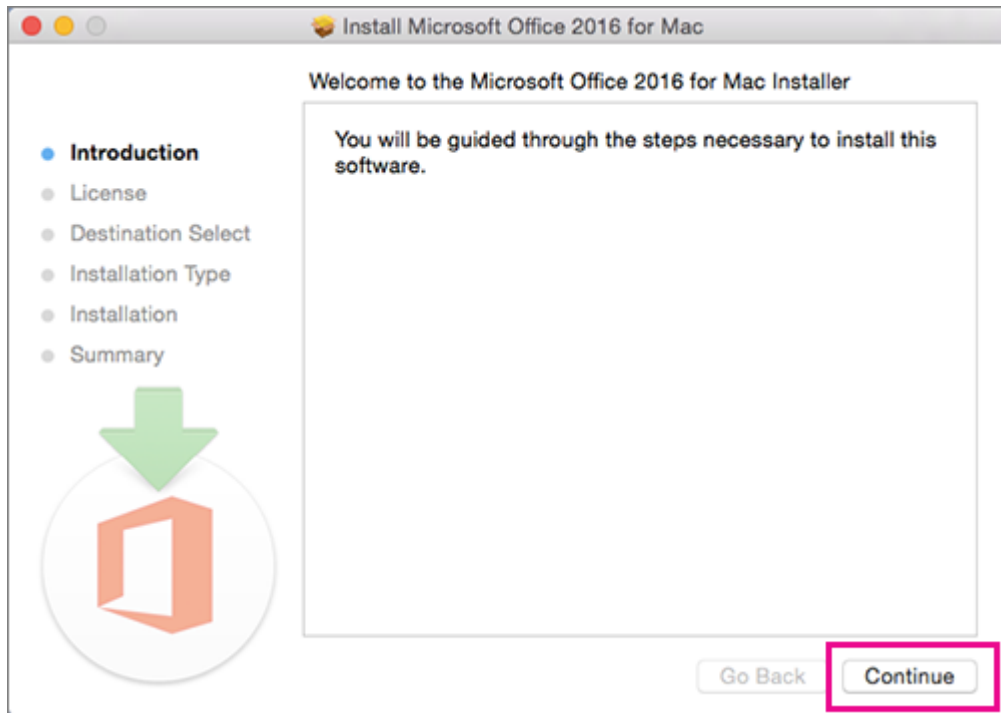 Install Microsoft Office 2016 for Mac
Welcome to the Microsoft Office 2016 for Mac Installer
Introduction
License
Destination Select
Installation Type
Installation
Summary
You will be guided through the steps necessary to install this
software.
Go Back
Continue